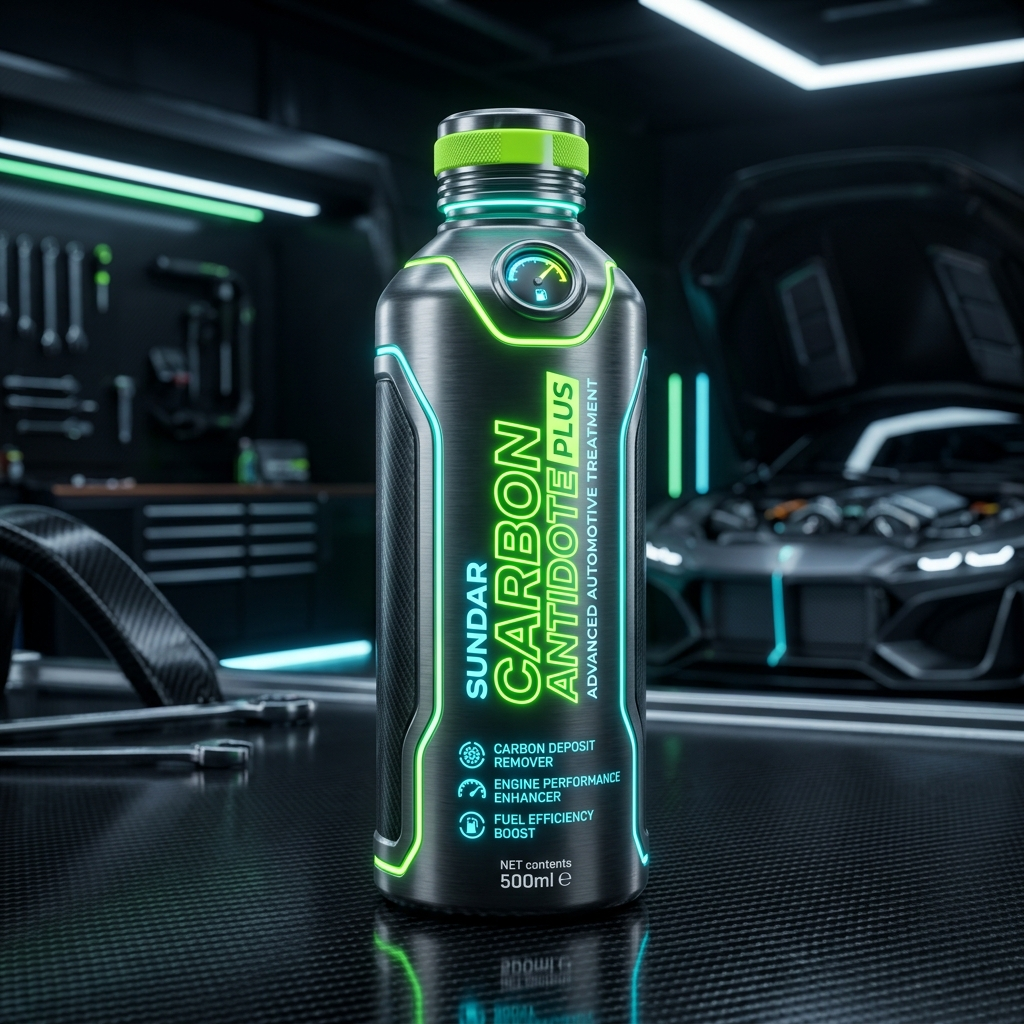 SUNDAR
CARBON
ANTIDOTE PLUS
ADVANCED AUTOMOTIVE TREATMENT
CARBON DEPOSIT
REMOVER
ENGINE PERFORMANCE
ENHANCER
FUEL EFFICIENCY
BOOST
NET contents
500ml ℮